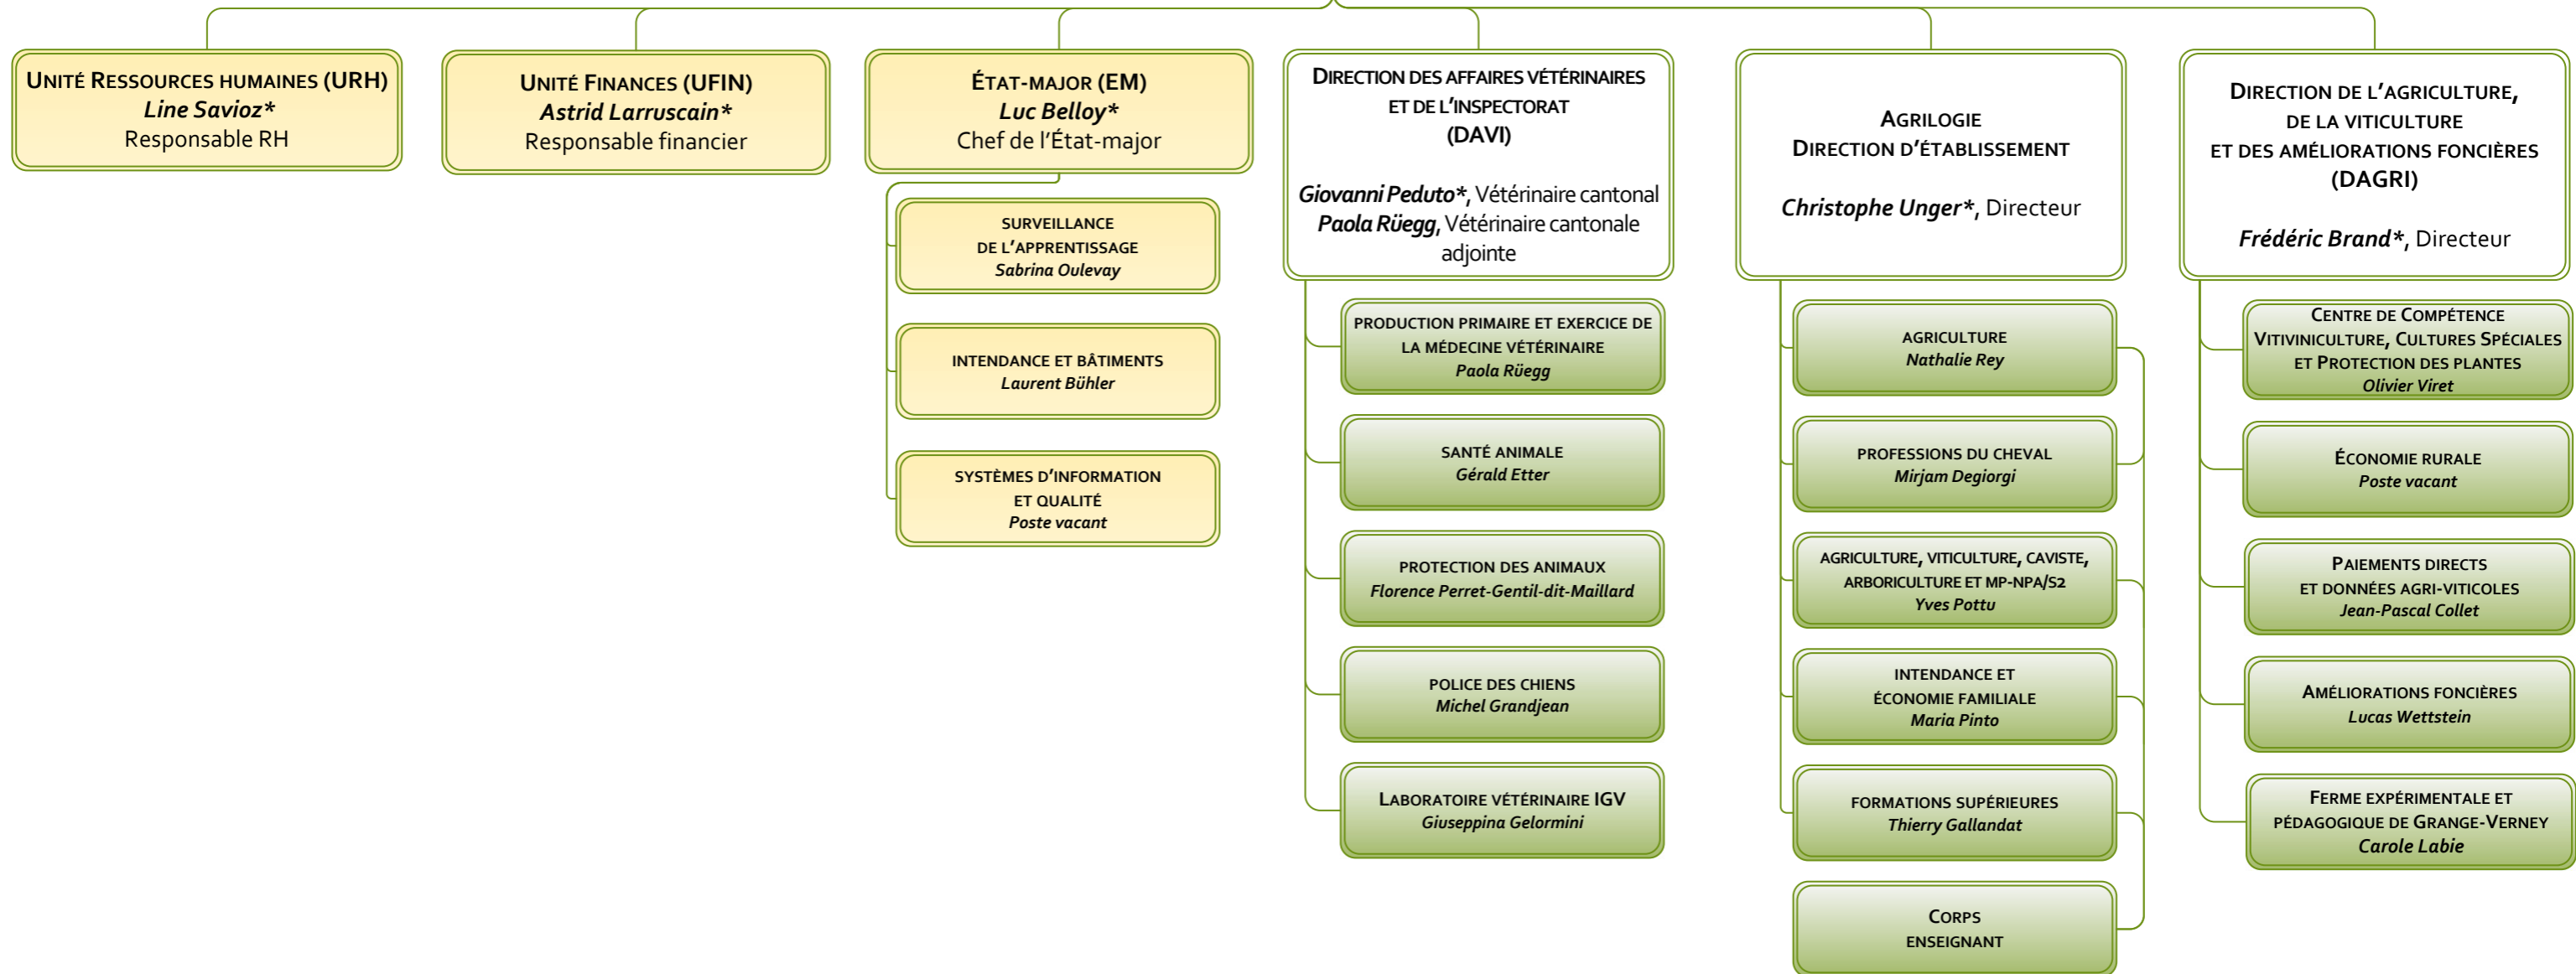 UNITÉ RESSOURCES HUMAINES (URH)
Line Savioz*
Responsable RH
UNITÉ FINANCES (UFIN)
Astrid Larruscain*
Responsable financier
ÉTAT-MAJOR (EM)
Luc Belloy*
Chef de l'État-major
SURVEILLANCE
DE L'APPRENTISSAGE
Sabrina Oulevay
INTENDANCE ET BÂTIMENTS
Laurent Bühler
SYSTÈMES D'INFORMATION
ET QUALITÉ
Poste vacant
DIRECTION DES AFFAIRES VÉTÉRINAIRES
ET DE L'INSPECTORAT
(DAVI)
Giovanni Peduto*, Vétérinaire cantonal
Paola Rüegg, Vétérinaire cantonale
adjointe
PRODUCTION PRIMAIRE ET EXERCICE DE
LA MÉDECINE VÉTÉRINAIRE
Paola Rüegg
SANTÉ ANIMALE
Gérald Etter
PROTECTION DES ANIMAUX
Florence Perret-Gentil-dit-Maillard
POLICE DES CHIENS
Michel Grandjean
LABORATOIRE VÉTÉRINAIRE IGV
Giuseppina Gelormini
AGRILOGIE
DIRECTION D'ÉTABLISSEMENT
Christophe Unger*, Directeur
AGRICULTURE
Nathalie Rey
PROFESSIONS DU CHEVAL
Mirjam Degiorgi
AGRICULTURE, VITICULTURE, CAVISTE,
ARBORICULTURE ET MP-NPA/S2
Yves Pottu
INTENDANCE ET
ÉCONOMIE FAMILIALE
Maria Pinto
FORMATIONS SUPÉRIEURES
Thierry Gallandat
CORPS
ENSEIGNANT
DIRECTION DE L'AGRICULTURE,
DE LA VITICULTURE
ET DES AMÉLIORATIONS FONCIÈRES
(DAGRI)
Frédéric Brand*, Directeur
CENTRE DE COMPÉTENCE
VITIVINICULTURE, CULTURES SPÉCIALES
ET PROTECTION DES PLANTES
Olivier Viret
ÉCONOMIE RURALE
Poste vacant
PAIEMENTS DIRECTS
ET DONNÉES AGRI-VITICOLES
Jean-Pascal Collet
AMÉLIORATIONS FONCIÈRES
Lucas Wettstein
FERME EXPÉRIMENTALE ET
PÉDAGOGIQUE DE GRANGE-VERNEY
Carole Labie